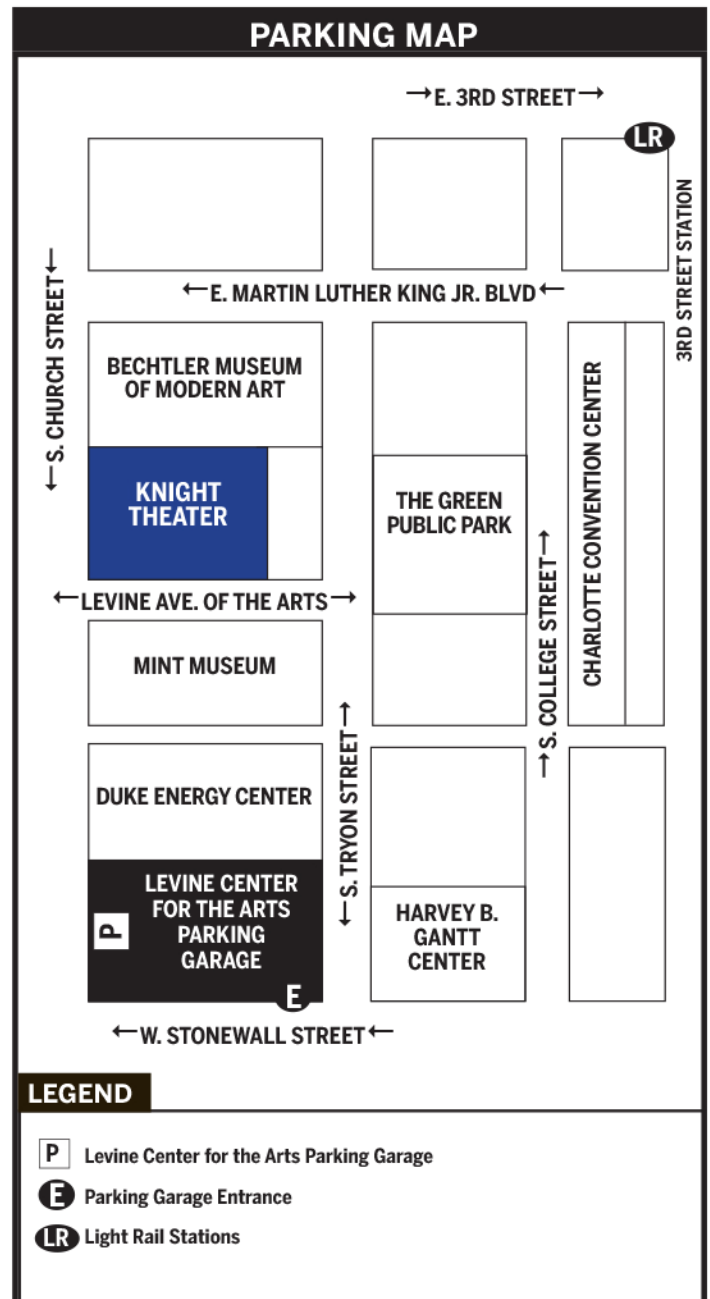 PARKING MAP
→E. 3RD STREET→
LR
3RD STREET STATION
←E. MARTIN LUTHER KING JR. BLVD←
←S. CHURCH STREET←
BECHTLER MUSEUM
OF MODERN ART
KNIGHT
THEATER
THE GREEN
PUBLIC PARK
CHARLOTTE CONVENTION CENTER
←LEVINE AVE. OF THE ARTS→
MINT MUSEUM
→S. COLLEGE STREET→
←S. TRYON STREET→
DUKE ENERGY CENTER
LEVINE CENTER
FOR THE ARTS
PARKING
GARAGE
P
E
HARVEY B.
GANTT
CENTER
←W. STONEWALL STREET←
LEGEND
P Levine Center for the Arts Parking Garage
E Parking Garage Entrance
LR Light Rail Stations